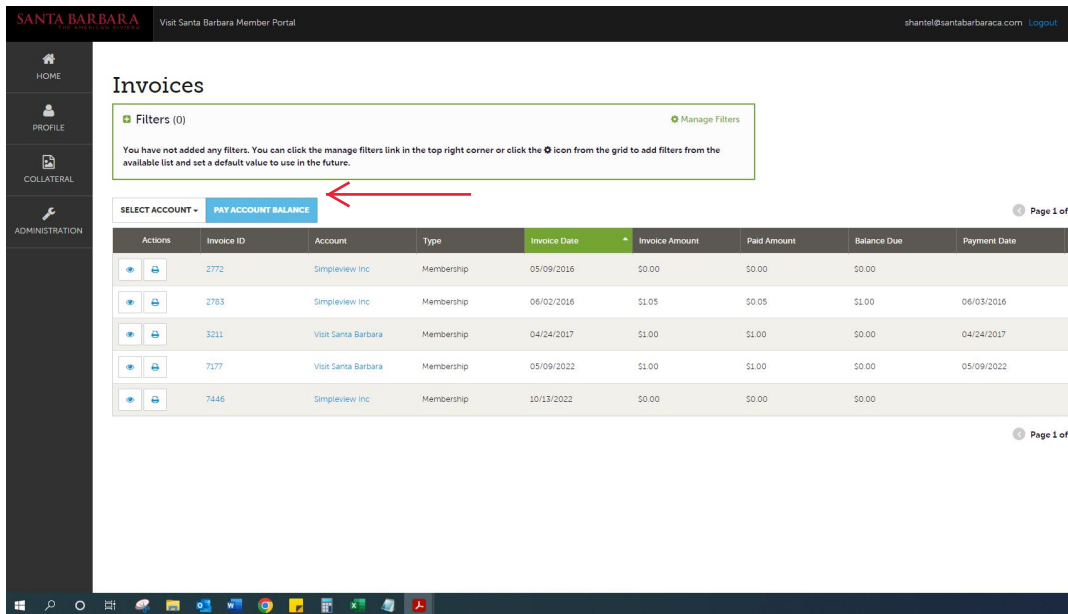 SANTA BARBARA
THE AMERICAN RIVIERA
Visit Santa Barbara Member Portal
shantel@santabarbaraca.com Logout
HOME
PROFILE
COLLATERAL
ADMINISTRATION
Invoices
Filters (0)
Manage Filters
You have not added any filters. You can click the manage filters link in the top right corner or click the icon from the grid to add filters from the
available list and set a default value to use in the future.
SELECT ACCOUNT PAY ACCOUNT BALANCE
Page 1 of
Actions Invoice ID Account Type Invoice Date Invoice Amount Paid Amount Balance Due Payment Date
2772 Simpleview Inc Membership 05/09/2016 $0.00 $0.00 $0.00
2783 Simpleview Inc Membership 06/02/2016 $1.05 $0.05 $1.00 06/03/2016
3211 Visit Santa Barbara Membership 04/24/2017 $1.00 $1.00 $0.00 04/24/2017
7177 Visit Santa Barbara Membership 05/09/2022 $1.00 $1.00 $0.00 05/09/2022
7446 Simpleview Inc Membership 10/13/2022 $0.00 $0.00 $0.00
Page 1 of